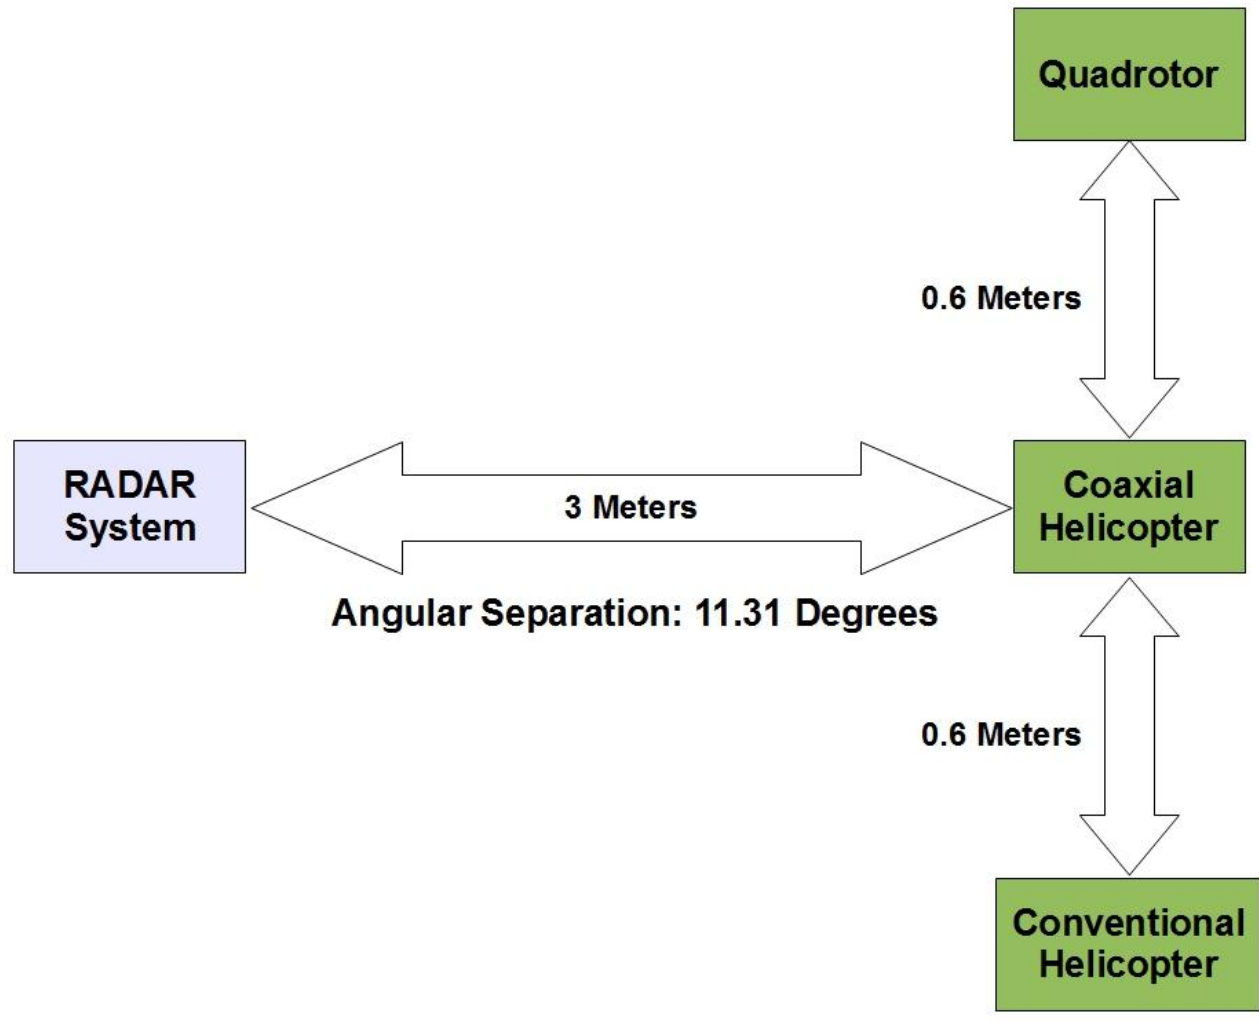 Quadrotor
0.6 Meters
RADAR
System
3 Meters
Coaxial
Helicopter
Angular Separation: 11.31 Degrees
0.6 Meters
Conventional
Helicopter